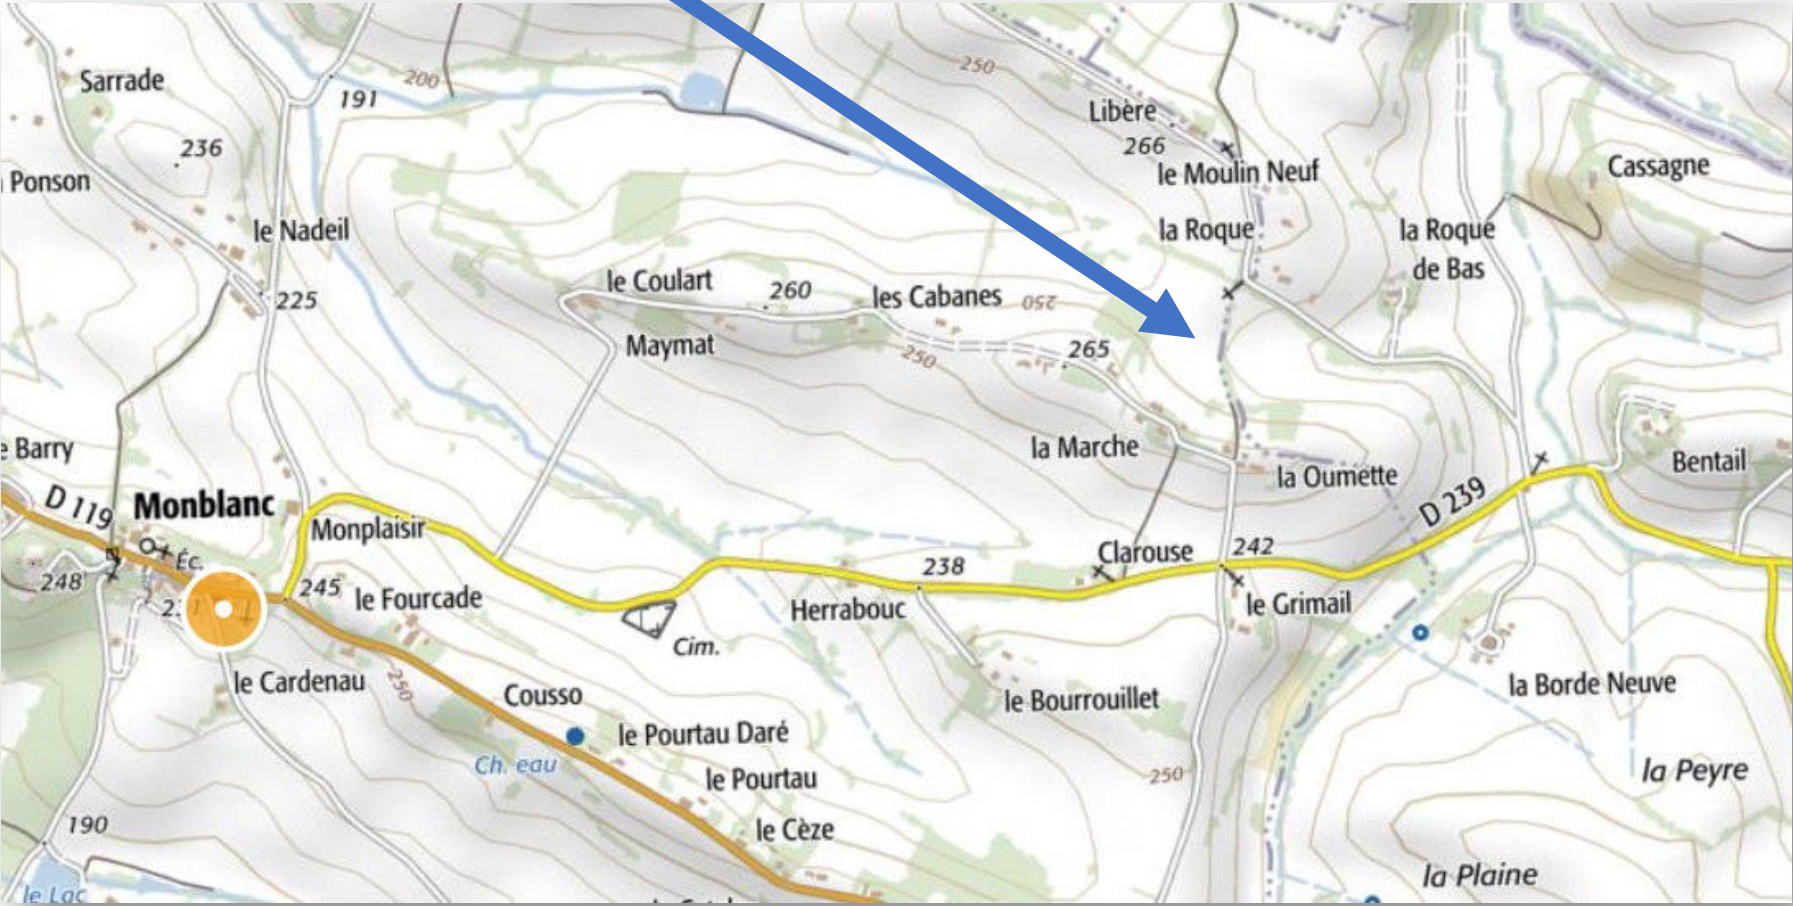 Sarrade
191
200
250
Libère
266
le Moulin Neuf
Cassagne
236
Ponson
le Nadeil
la Roque
la Roque
de Bas
225
le Coulart
260
les Cabanes
250
Maymat
250
265
la Marche
la Oumette
Bentail
Barry
D 119
Monblanc
Monplaisir
D 239
Éc.
248
245
le Fourcade
238
Clarouse
242
Herrabouc
le Grimail
Cim.
le Cardenau
250
Cousso
le Bourrouillet
la Borde Neuve
le Pourtau Daré
Ch. eau
le Pourtau
250
la Peyre
190
le Cèze
la Plaine
le Lac